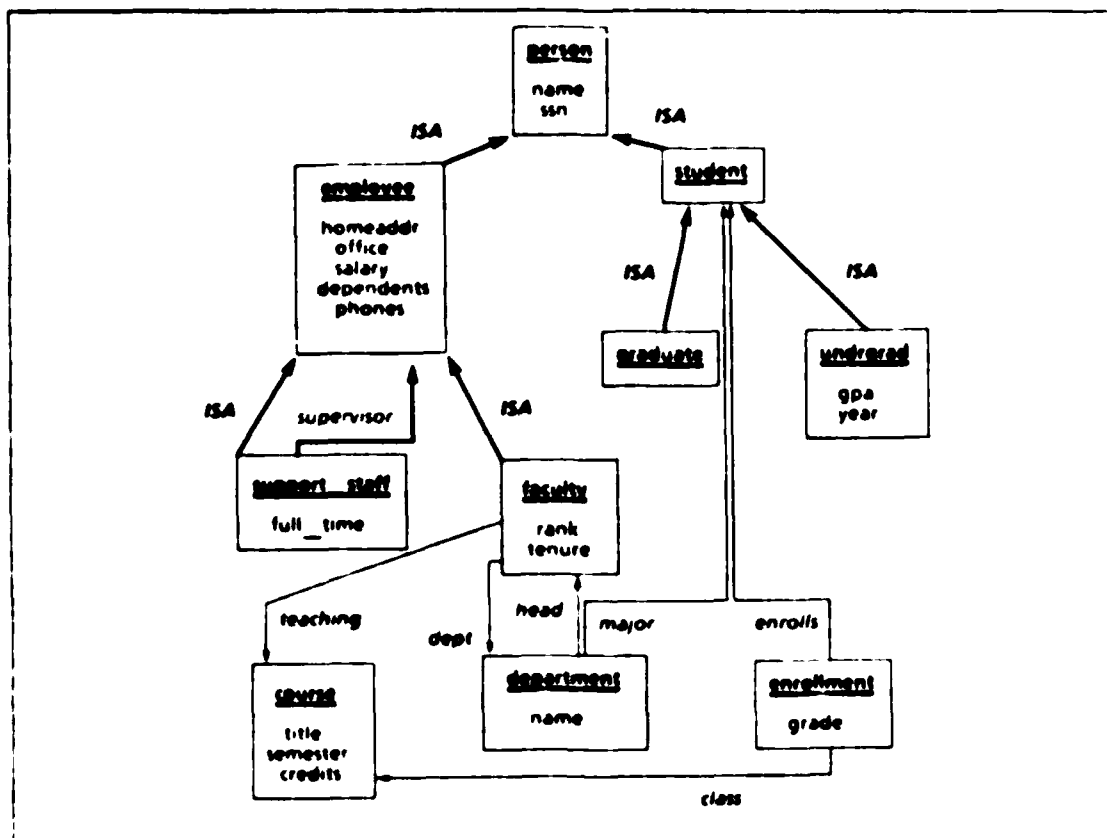 person
name
ssn
ISA
ISA
employee
homeaddr
office
salary
dependents
phones
student
ISA
ISA
graduate
undrgrad
gpa
year
ISA
supervisor
ISA
support_staff
full_time
faculty
rank
tenure
teaching
dept
head
major
enrolls
course
title
semester
credits
department
name
enrollment
grade
class